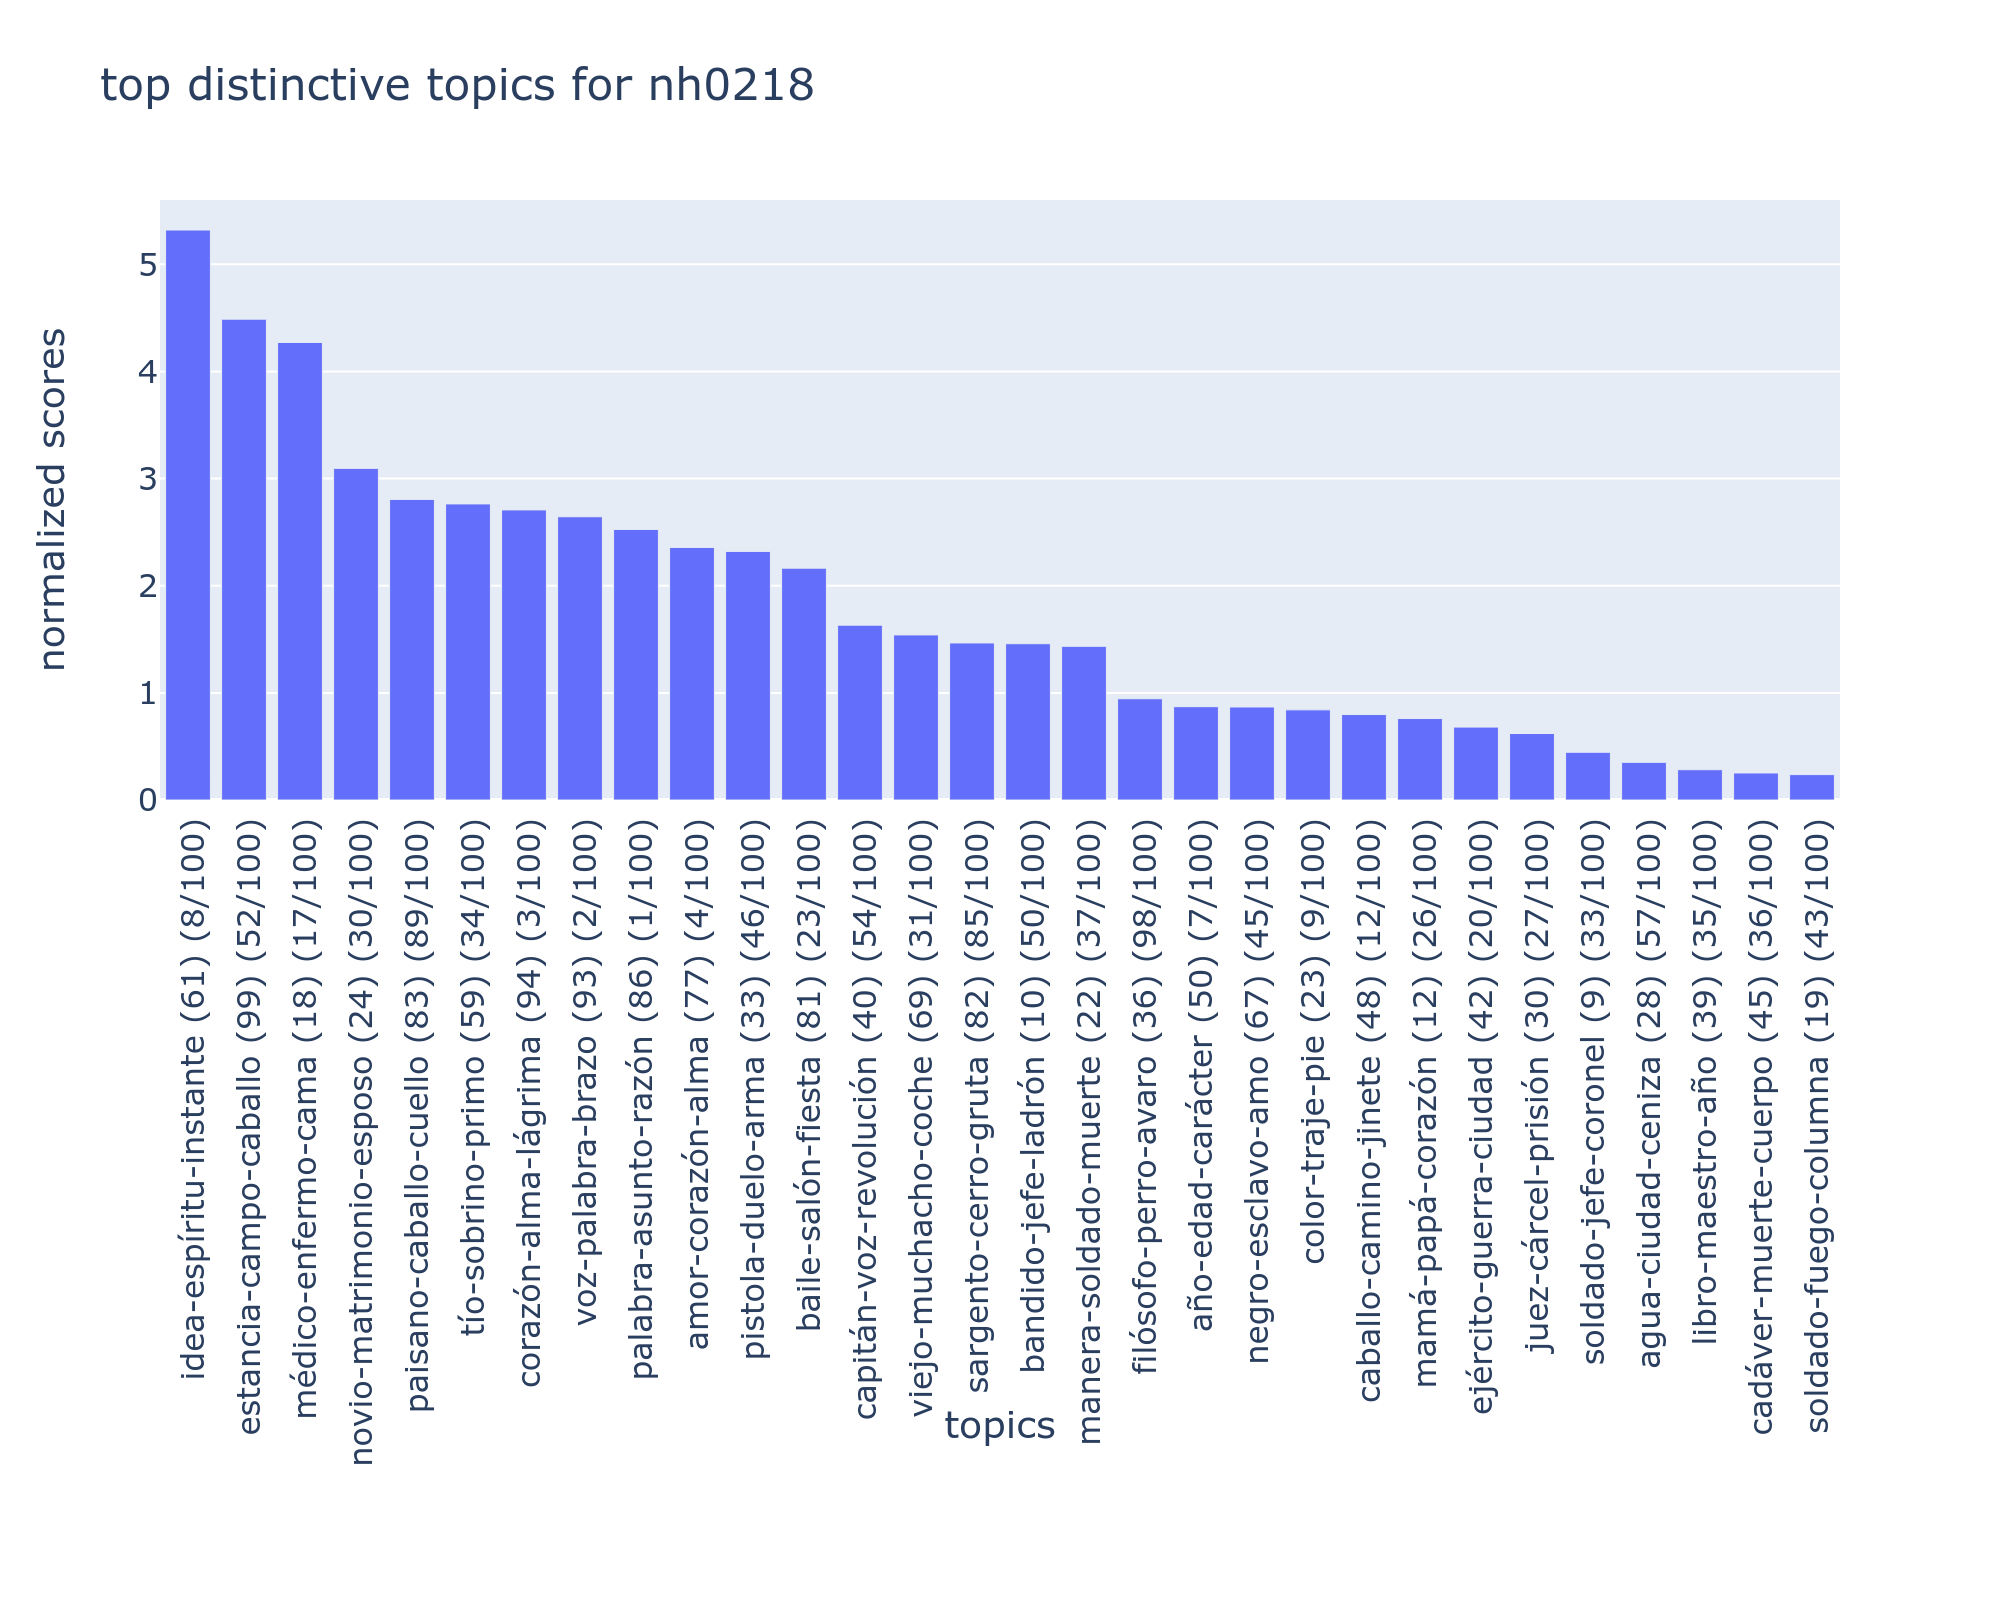 top distinctive topics for nh0218
normalized scores
5
4
3
2
1
0
idea-espíritu-instante (61) (8/100)
estancia-campo-caballo (99) (52/100)
médico-enfermo-cama (18) (17/100)
novio-matrimonio-esposo (24) (30/100)
paisano-caballo-cuello (83) (89/100)
tío-sobrino-primo (59) (34/100)
corazón-alma-lágrima (94) (3/100)
voz-palabra-brazo (93) (2/100)
palabra-asunto-razón (86) (1/100)
amor-corazón-alma (77) (4/100)
pistola-duelo-arma (33) (46/100)
baile-salón-fiesta (81) (23/100)
capitán-voz-revolución (40) (54/100)
viejo-muchacho-coche (69) (31/100)
sargento-cerro-gruta (82) (85/100)
bandido-jefe-ladrón (10) (50/100)
manera-soldado-muerte (22) (37/100)
filósofo-perro-avaro (36) (98/100)
año-edad-carácter (50) (7/100)
negro-esclavo-amo (67) (45/100)
color-traje-pie (23) (9/100)
caballo-camino-jinete (48) (12/100)
mamá-papá-corazón (12) (26/100)
ejército-guerra-ciudad (42) (20/100)
juez-cárcel-prisión (30) (27/100)
soldado-jefe-coronel (9) (33/100)
agua-ciudad-ceniza (28) (57/100)
libro-maestro-año (39) (35/100)
cadáver-muerte-cuerpo (45) (36/100)
soldado-fuego-columna (19) (43/100)
topics